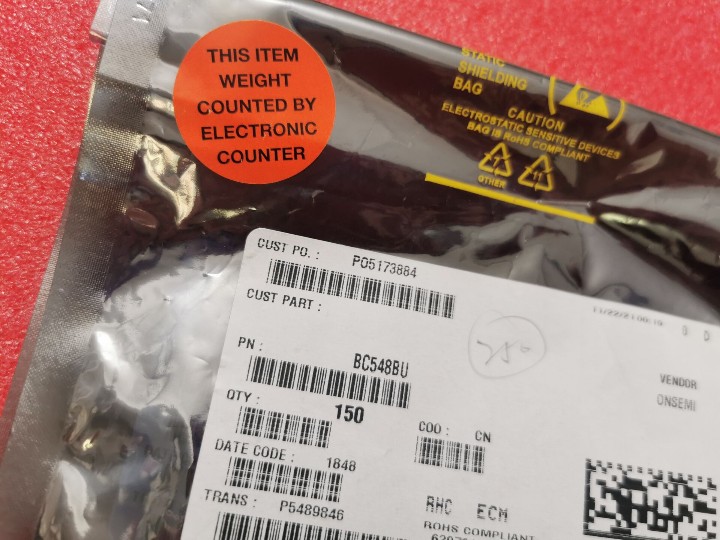 THIS ITEM
WEIGHT
COUNTED BY
ELECTRONIC
COUNTER
STATIC
SHIELDING
BAG
CAUTION
ELECTROSTATIC SENSITIVE DEVICES
BAG IS RoHS COMPLIANT
1 11
OTHER
CUST PO. : PO5173884
CUST PART :
PN : BC548BU
VENDOR
ONSEMI
QTY : 150
COO : CN
DATE CODE : 1848
TRANS : P5489846
RHC ECM
ROHS COMPLIANT